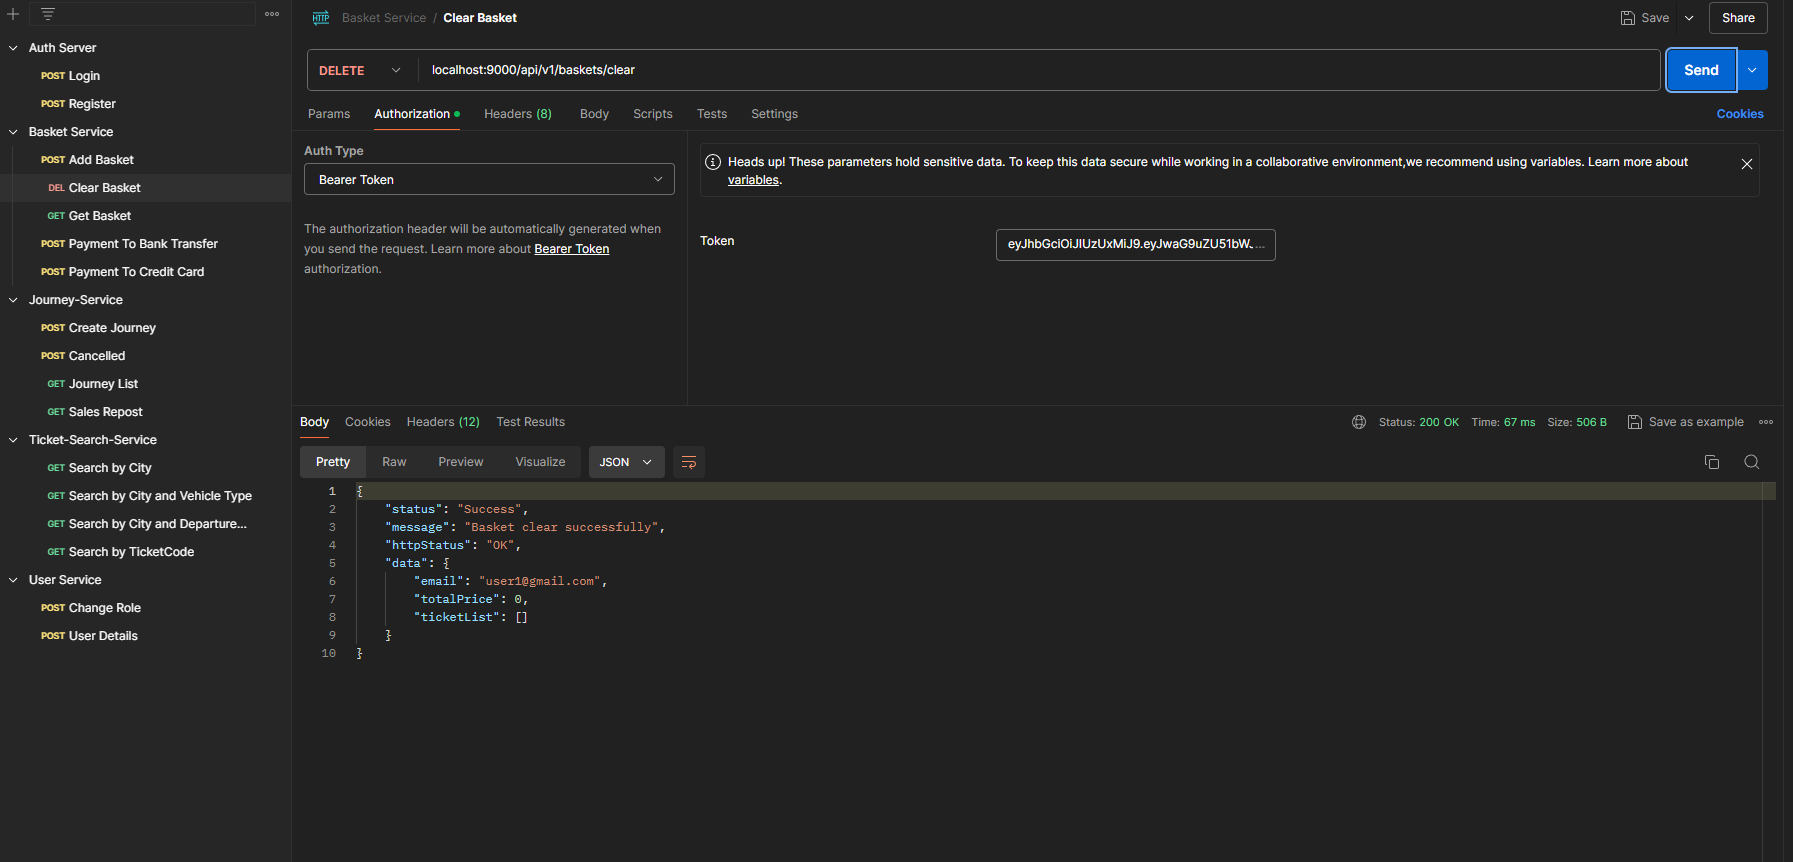 Auth Server
POST Login
POST Register
Basket Service
POST Add Basket
DEL Clear Basket
GET Get Basket
POST Payment To Bank Transfer
POST Payment To Credit Card
Journey-Service
POST Create Journey
POST Cancelled
GET Journey List
GET Sales Repost
Ticket-Search-Service
GET Search by City
GET Search by City and Vehicle Type
GET Search by City and Departure...
GET Search by TicketCode
User Service
POST Change Role
POST User Details
HTTP Basket Service / Clear Basket
Save
Share
DELETE localhost:9000/api/v1/baskets/clear
Send
Params Authorization Headers (8) Body Scripts Tests Settings
Cookies
Auth Type
Bearer Token
The authorization header will be automatically generated when
you send the request. Learn more about Bearer Token
authorization.
Heads up! These parameters hold sensitive data. To keep this data secure while working in a collaborative environment,we recommend using variables. Learn more about
variables.
Token
eyJhbGciOiJIUzUxMiJ9.eyJwaG9uZU51bW. ...
Body Cookies Headers (12) Test Results
Status: 200 OK Time: 67 ms Size: 506 B Save as example
Pretty Raw Preview Visualize JSON
1 {
2 "status": "Success",
3 "message": "Basket clear successfully",
4 "httpStatus": "OK",
5 "data": {
6 "email": "user1@gmail.com",
7 "totalPrice": 0,
8 "ticketList": []
9 }
10 }